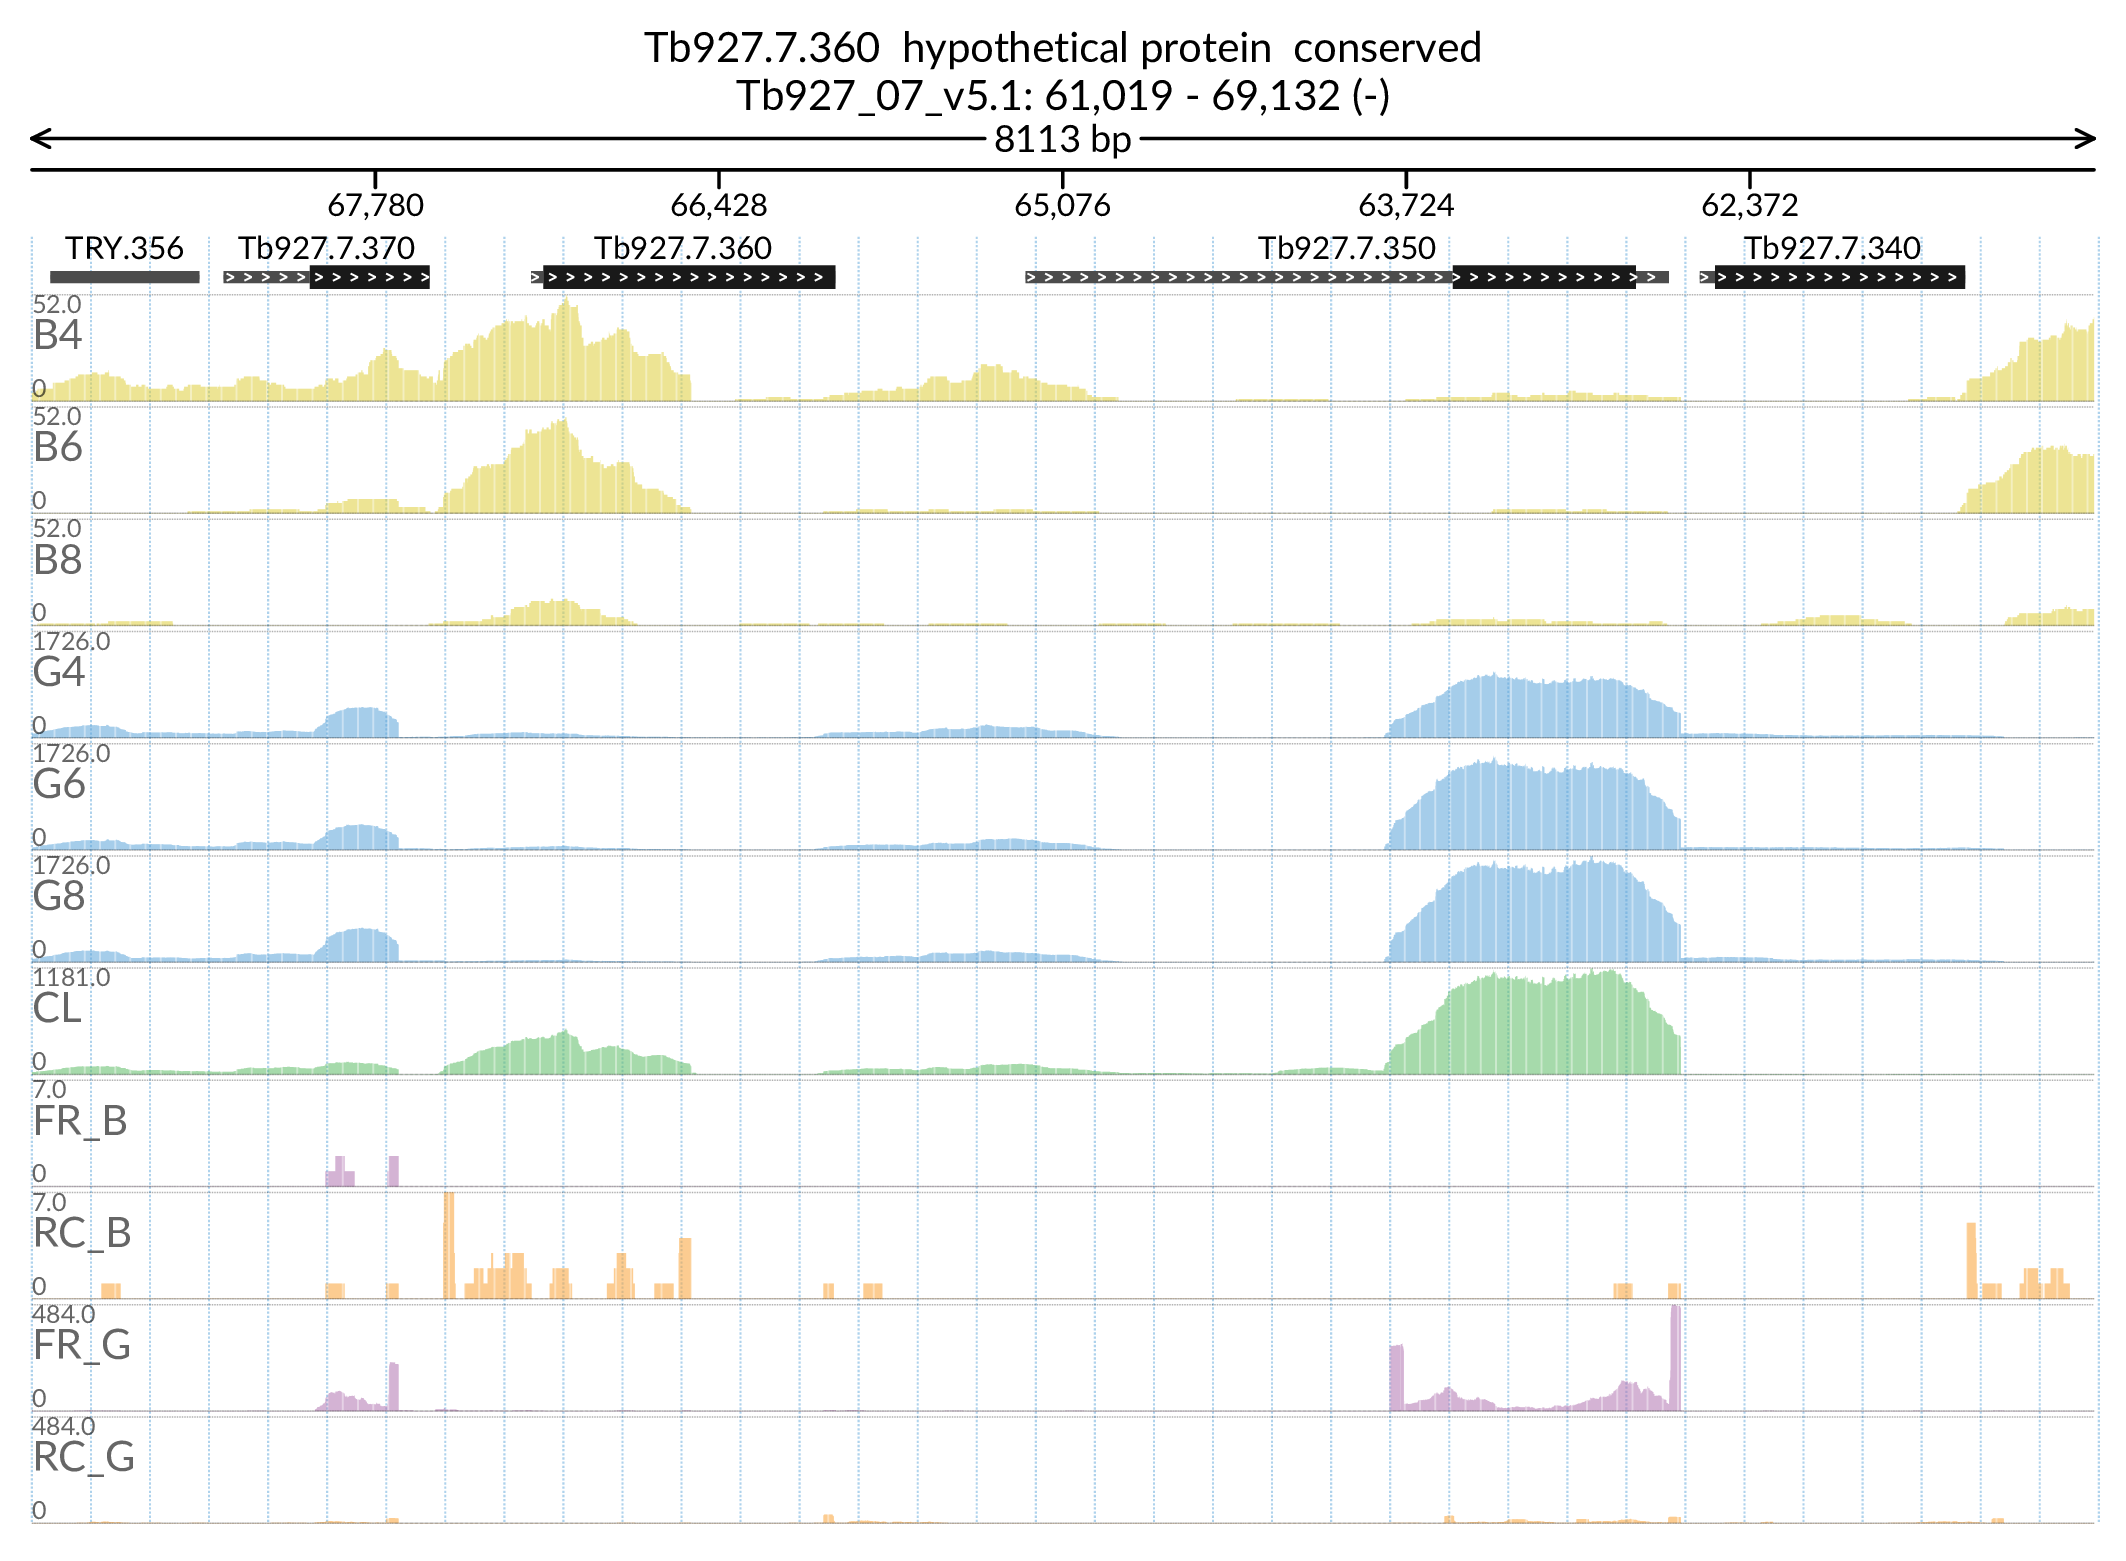 Tb927.7.360 hypothetical protein conserved
Tb927_07_v5.1: 61,019 - 69,132 (-)
8113 bp
67,780 66,428 65,076 63,724 62,372
TRY.356 Tb927.7.370 Tb927.7.360 Tb927.7.350 Tb927.7.340
52.0
B4
0
52.0
B6
0
52.0
B8
0
1726.0
G4
0
1726.0
G6
0
1726.0
G8
0
1181.0
CL
0
7.0
FR_B
0
7.0
RC_B
0
484.0
FR_G
0
484.0
RC_G
0